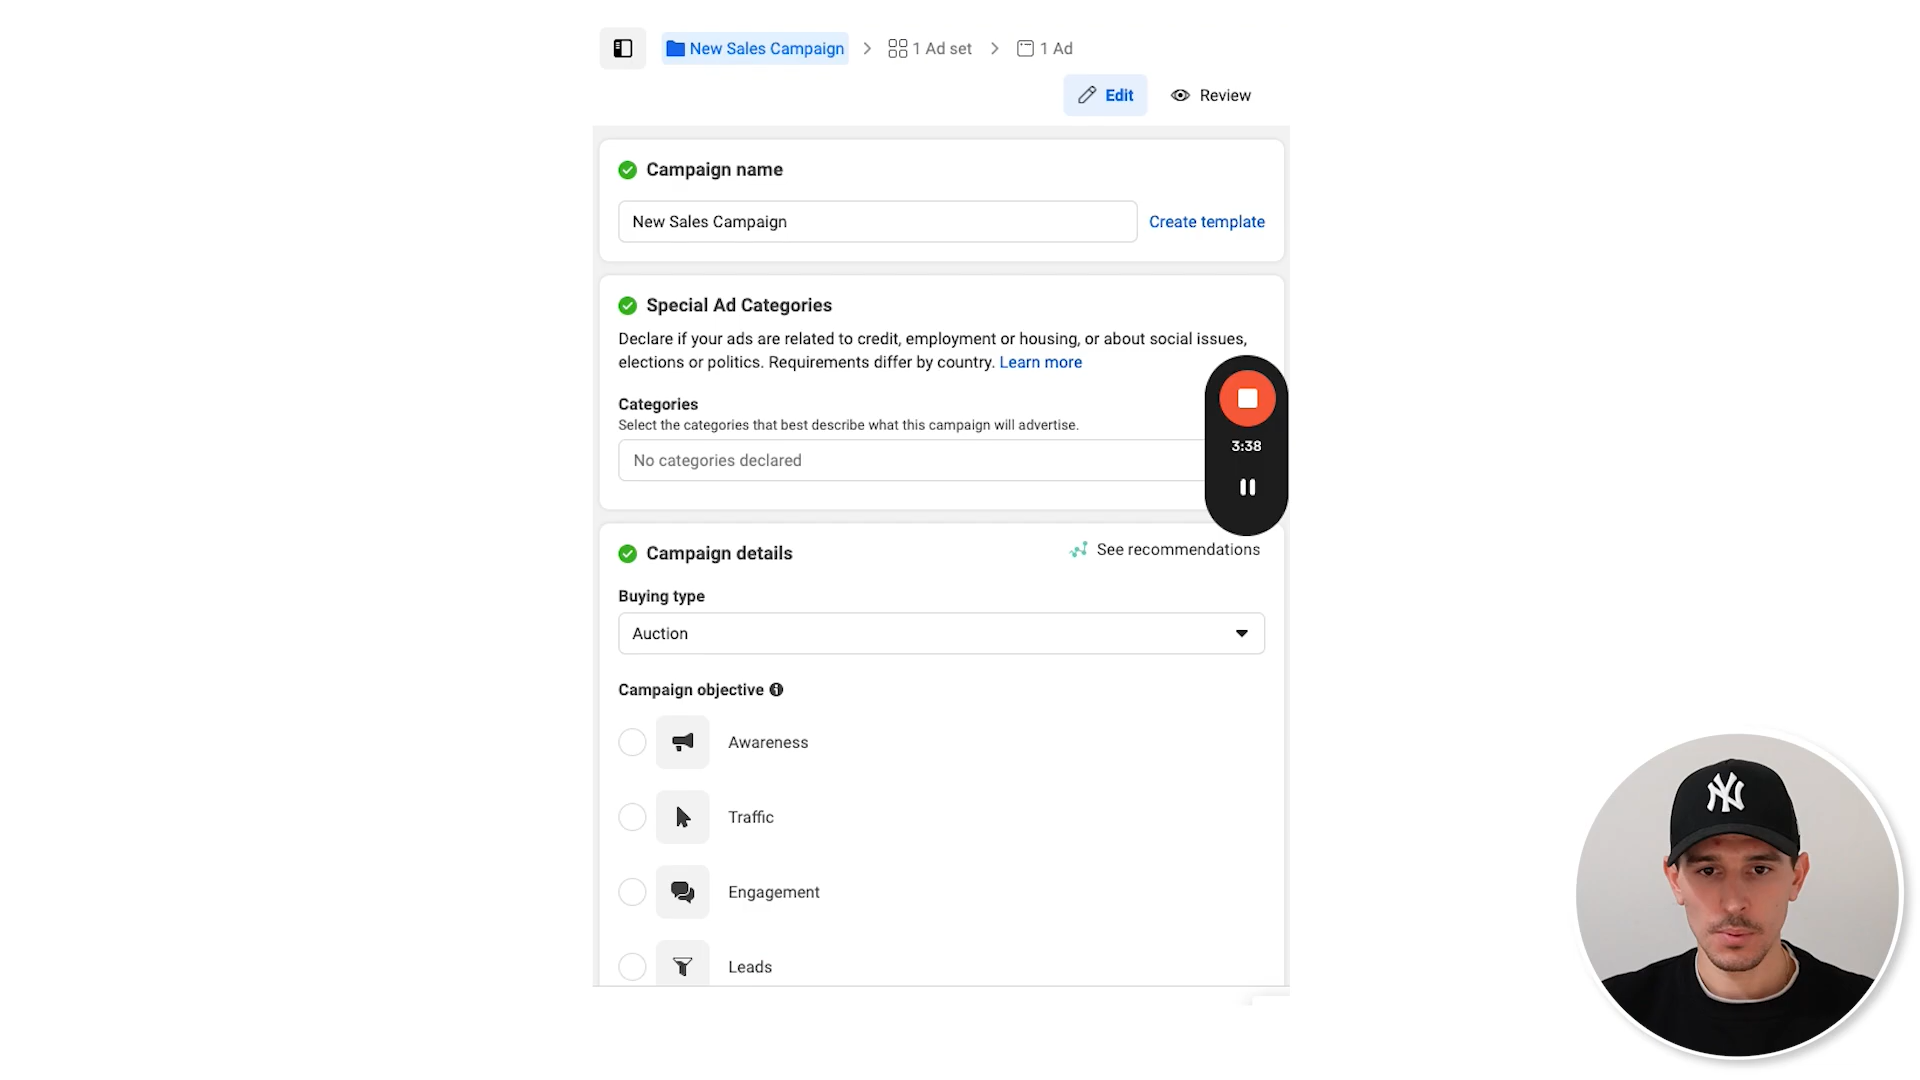 New Sales Campaign > 1 Ad set > 1 Ad
Edit Review
Campaign name
New Sales Campaign Create template
Special Ad Categories
Declare if your ads are related to credit, employment or housing, or about social issues,
elections or politics. Requirements differ by country. Learn more
Categories
Select the categories that best describe what this campaign will advertise.
No categories declared
3:38
Campaign details See recommendations
Buying type
Auction
Campaign objective
Awareness
Traffic
Engagement
Leads
NY